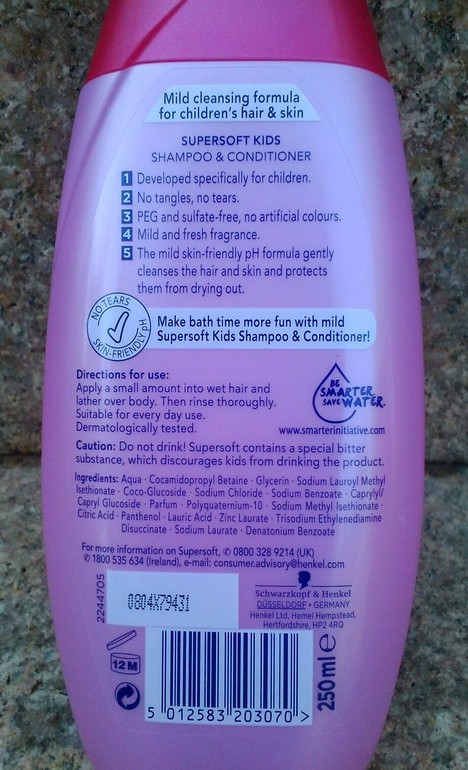 Mild cleansing formula
for children's hair & skin
SUPERSOFT KIDS
SHAMPOO & CONDITIONER
1 Developed specifically for children.
2 No tangles, no tears.
3 PEG and sulfate-free, no artificial colours.
4 Mild and fresh fragrance.
5 The mild skin-friendly pH formula gently
cleanses the hair and skin and protects
them from drying out.
NO TEARS
SKIN-FRIENDLY pH
Make bath time more fun with mild
Supersoft Kids Shampoo & Conditioner!
Directions for use:
Apply a small amount into wet hair and
lather over body. Then rinse thoroughly.
Suitable for every day use.
Dermatologically tested.
BE
SMARTER.
SAVE WATER.
www.smarterinitiative.com
Caution: Do not drink! Supersoft contains a special bitter
substance, which discourages kids from drinking the product.
Ingredients: Aqua · Cocamidopropyl Betaine · Glycerin · Sodium Lauroyl Methyl
Isethionate · Coco-Glucoside · Sodium Chloride · Sodium Benzoate · Caprylyl/
Capryl Glucoside · Parfum · Polyquaternium-10 · Sodium Methyl Isethionate ·
Citric Acid · Panthenol · Lauric Acid · Zinc Laurate · Trisodium Ethylenediamine
Disuccinate · Sodium Laurate · Denatonium Benzoate
For more information on Supersoft, ✆ 0800 328 9214 (UK)
✆ 1800 535 634 (Ireland), e-mail: consumer.advisory@henkel.com
2244705
0804X79431
Schwarzkopf & Henkel
DÜSSELDORF · GERMANY
Henkel Ltd, Hemel Hempstead,
Hertfordshire, HP2 4RQ
12 M
250 ml ℮
5 012583 203070 >